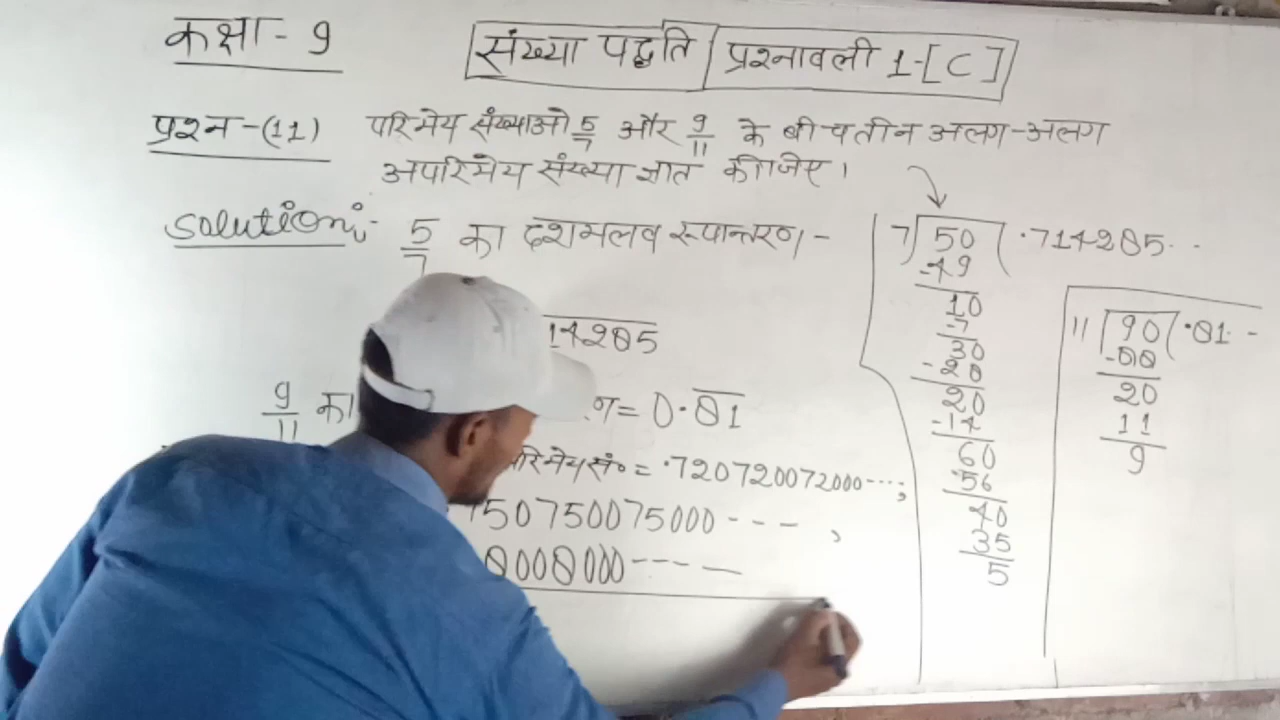 कक्षा - 9
संख्या पद्धति प्रश्नावली 1-[C]
प्रश्न-(11) परिमेय संख्याओ 5/7 और 9/11 के बीच तीन अलग-अलग
अपरिमेय संख्या ज्ञात कीजिए।
Solution:-
5/7 का दशमलव रूपान्तरण -
14285
9/11 का = 0.81
परिमेय सं० = .720720072000----;
750750075000---- ,
8008000-----
7 50 .714285..
-49
10
-7
30
-28
20
-14
60
56
40
35
5
11 90 .81 -
-88
20
11
9